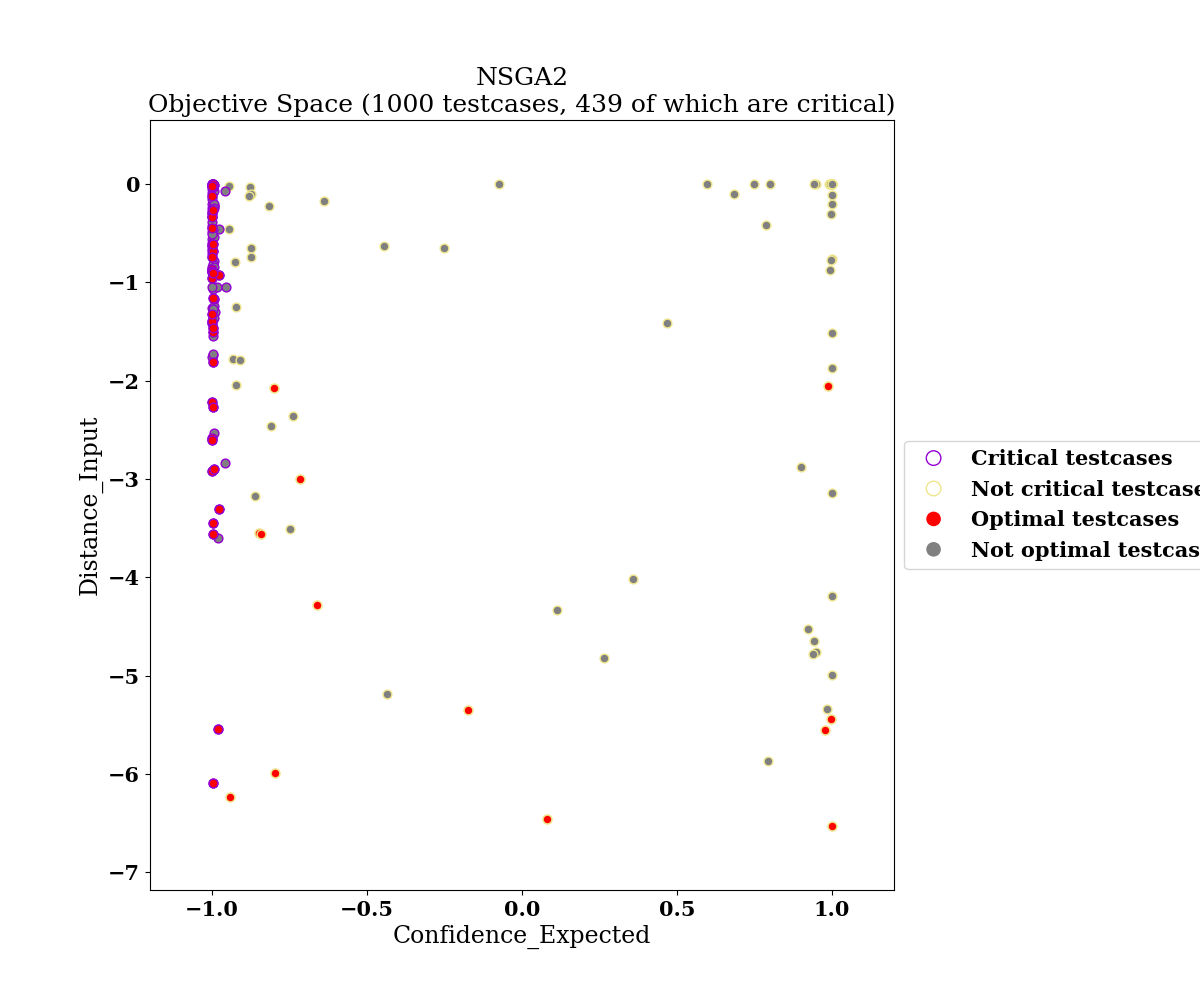 NSGA2
Objective Space (1000 testcases, 439 of which are critical)
0
−1
−2
−3
−4
−5
−6
−7
Distance_Input
−1.0
−0.5
0.0
0.5
1.0
Confidence_Expected
Critical testcases
Not critical testcase
Optimal testcases
Not optimal testcas